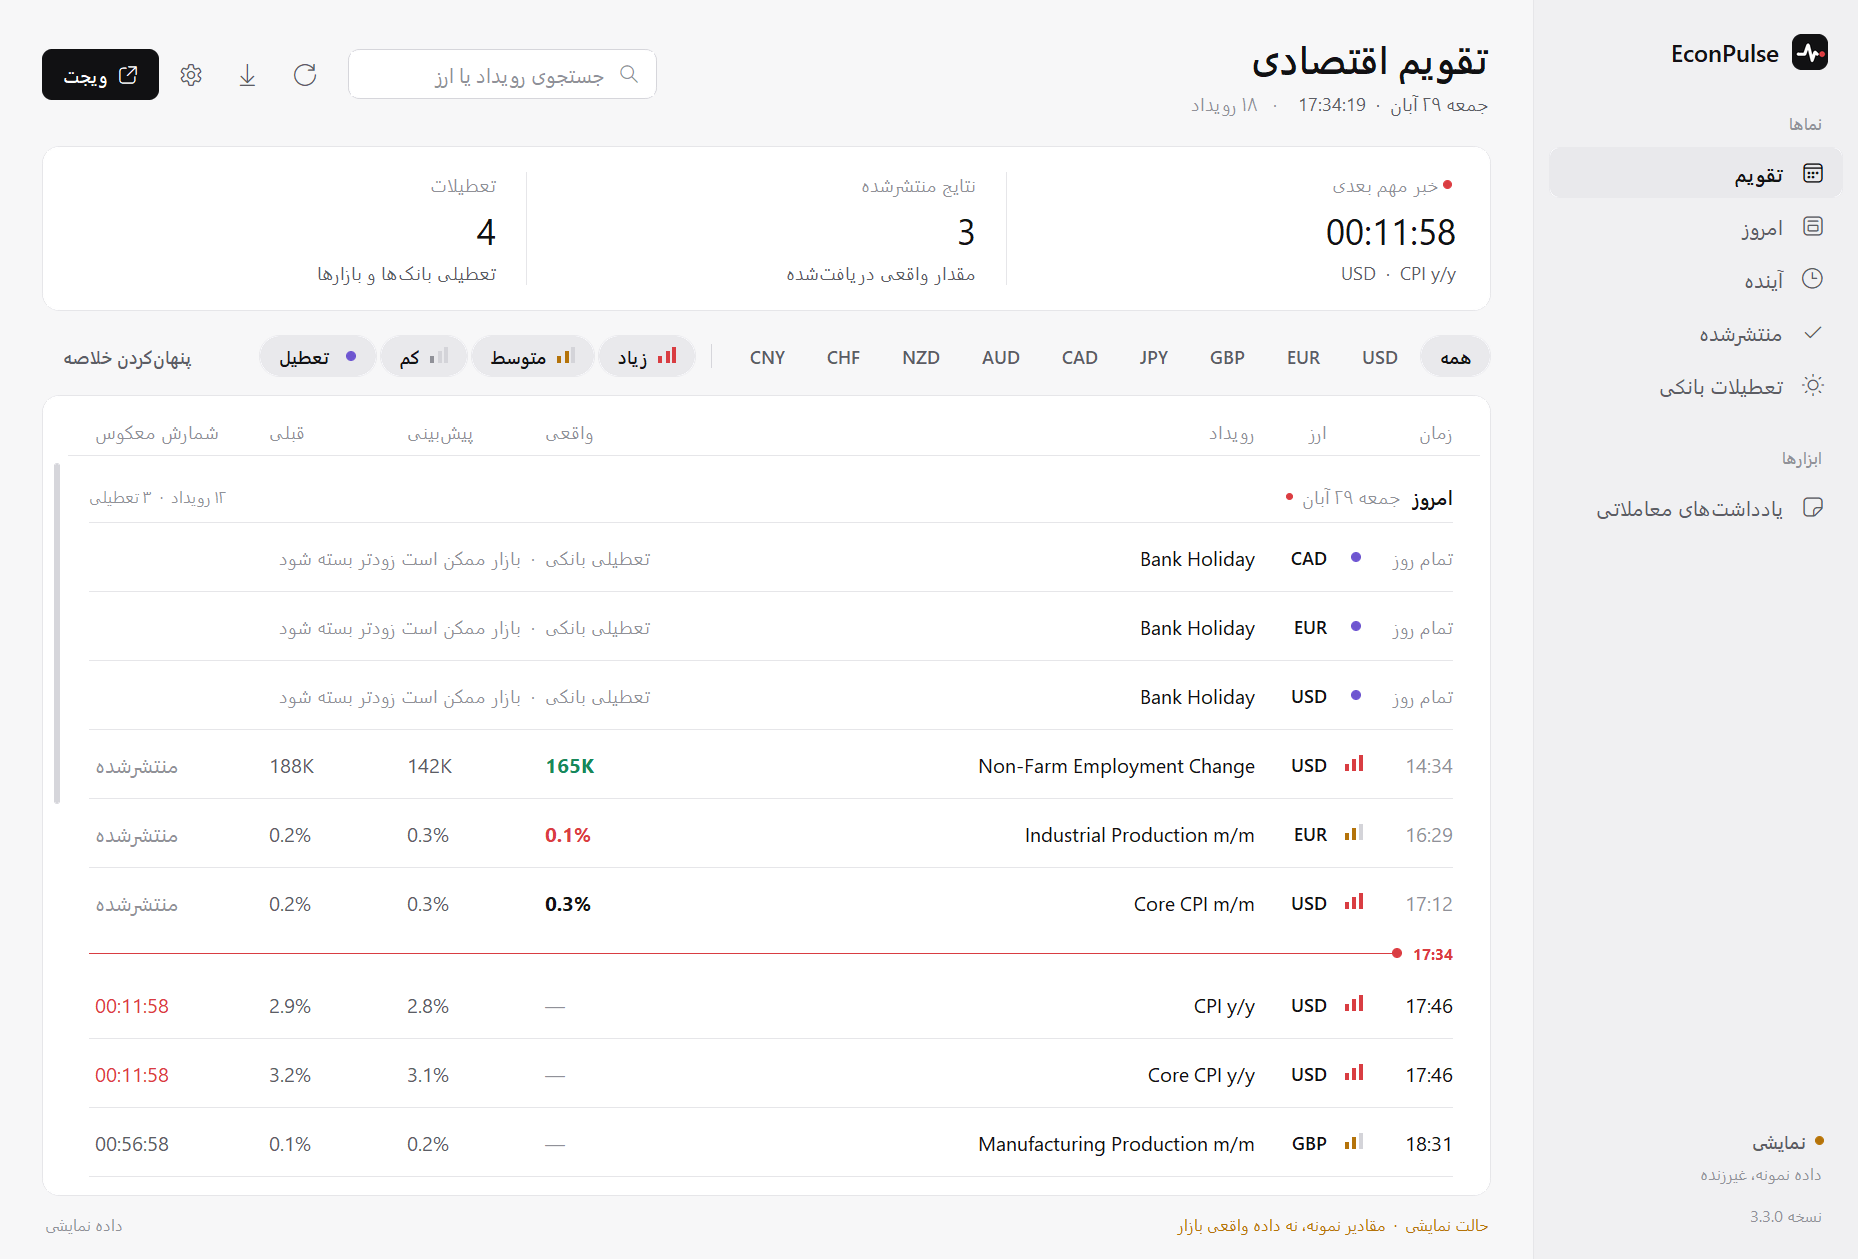 EconPulse
نماها
تقویم
امروز
آینده
منتشرشده
تعطیلات بانکی
ابزارها
یادداشت‌های معاملاتی
نمایشی
داده نمونه، غیرزنده
نسخه 3.3.0
تقویم اقتصادی
جمعه ۲۹ آبان · 17:34:19 · ۱۸ رویداد
جستجوی رویداد یا ارز
ویجت
خبر مهم بعدی
00:11:58
USD · CPI y/y
نتایج منتشرشده
3
مقدار واقعی دریافت‌شده
تعطیلات
4
تعطیلی بانک‌ها و بازارها
همه USD EUR GBP JPY CAD AUD NZD CHF CNY زیاد متوسط کم تعطیل پنهان‌کردن خلاصه
زمان ارز رویداد واقعی پیش‌بینی قبلی شمارش معکوس
امروز جمعه ۲۹ آبان ۱۲ رویداد · ۳ تعطیلی
تمام روز CAD Bank Holiday تعطیلی بانکی · بازار ممکن است زودتر بسته شود
تمام روز EUR Bank Holiday تعطیلی بانکی · بازار ممکن است زودتر بسته شود
تمام روز USD Bank Holiday تعطیلی بانکی · بازار ممکن است زودتر بسته شود
14:34 USD Non-Farm Employment Change 165K 142K 188K منتشرشده
16:29 EUR Industrial Production m/m 0.1% 0.3% 0.2% منتشرشده
17:12 USD Core CPI m/m 0.3% 0.3% 0.2% منتشرشده
17:34
17:46 USD CPI y/y — 2.8% 2.9% 00:11:58
17:46 USD Core CPI y/y — 3.1% 3.2% 00:11:58
18:31 GBP Manufacturing Production m/m — 0.2% 0.1% 00:56:58
حالت نمایشی · مقادیر نمونه، نه داده واقعی بازار
داده نمایشی